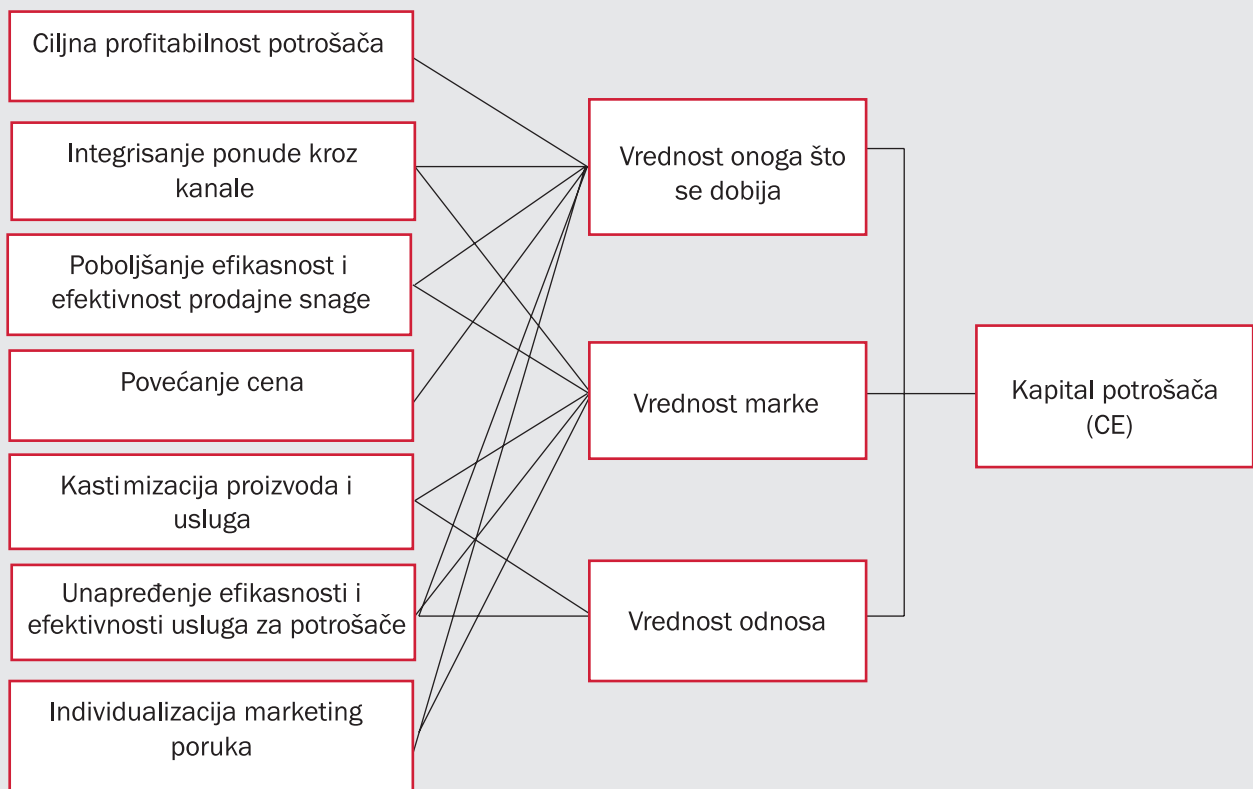 Ciljna profitabilnost potrošača
Integrisanje ponude kroz
kanale
Poboljšanje efikasnost i
efektivnost prodajne snage
Povećanje cena
Kastimizacija proizvoda i
usluga
Unapređenje efikasnosti i
efektivnosti usluga za potrošače
Individualizacija marketing
poruka
Vrednost onoga što
se dobija
Vrednost marke
Vrednost odnosa
Kapital potrošača
(CE)